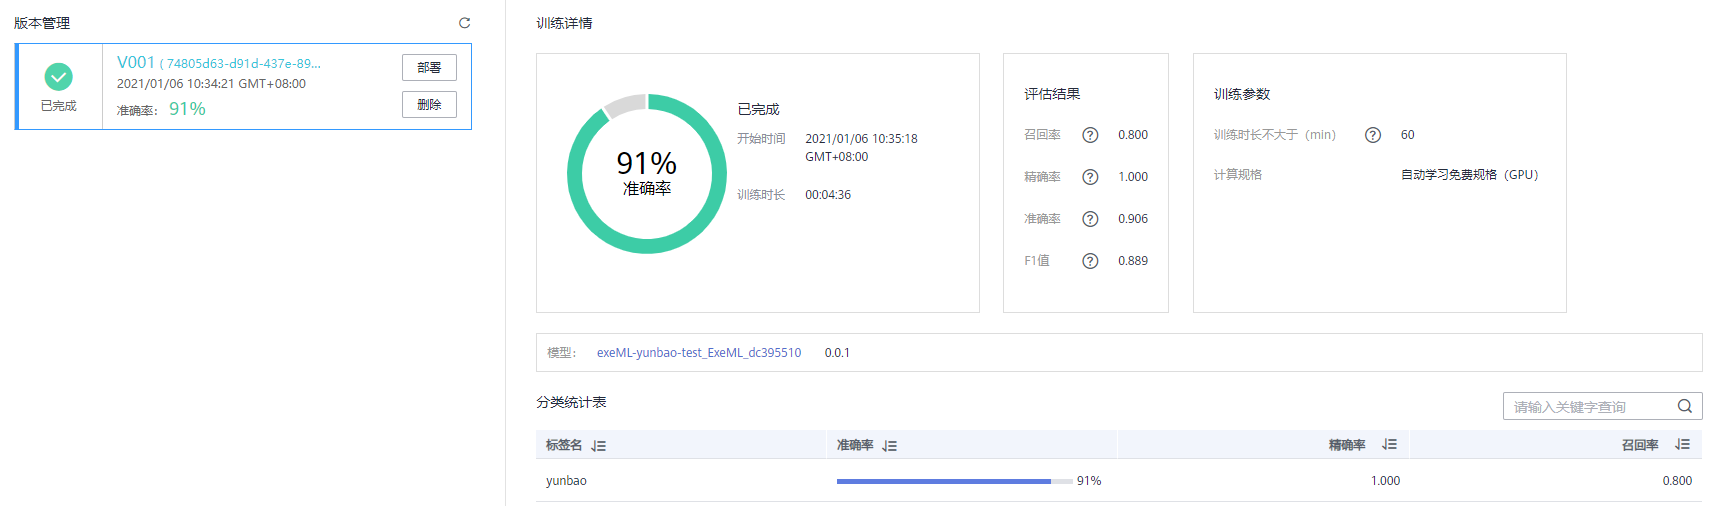 版本管理
V001 ( 74805d63-d91d-437e-89...
2021/01/06 10:34:21 GMT+08:00
准确率： 91%
已完成
部署
删除
训练详情
91%
准确率
已完成
开始时间 2021/01/06 10:35:18
GMT+08:00
训练时长 00:04:36
评估结果
召回率 ? 0.800
精确率 ? 1.000
准确率 ? 0.906
F1值 ? 0.889
训练参数
训练时长不大于（min） ? 60
计算规格 自动学习免费规格（GPU）
模型： exeML-yunbao-test_ExeML_dc395510 0.0.1
分类统计表
请输入关键字查询
标签名 准确率 精确率 召回率
yunbao 91% 1.000 0.800